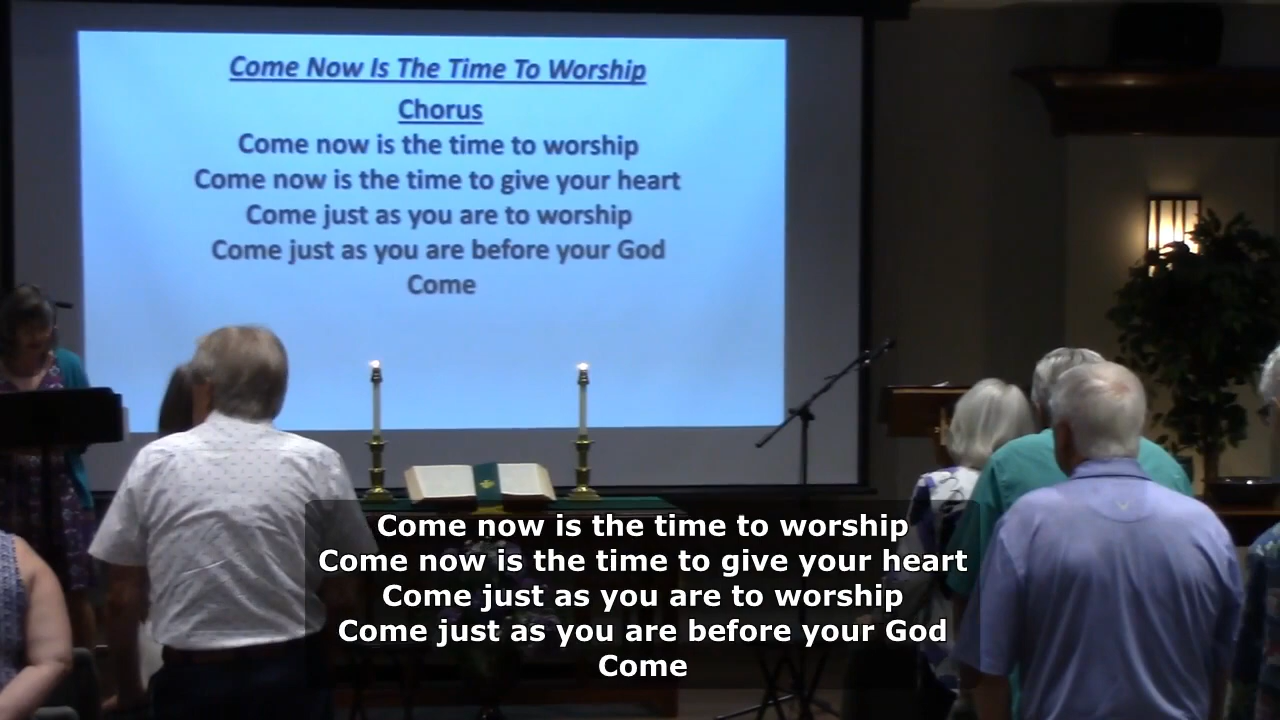 Come Now Is The Time To Worship
Chorus
Come now is the time to worship
Come now is the time to give your heart
Come just as you are to worship
Come just as you are before your God
Come
Come now is the time to worship
Come now is the time to give your heart
Come just as you are to worship
Come just as you are before your God
Come